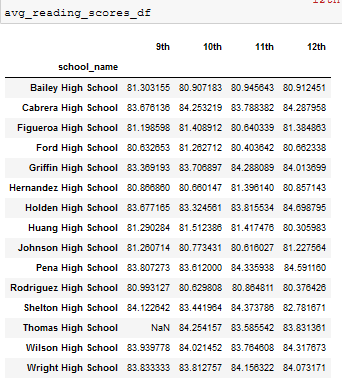 avg_reading_scores_df
9th 10th 11th 12th
school_name
Bailey High School 81.303155 80.907183 80.945643 80.912451
Cabrera High School 83.676136 84.253219 83.788382 84.287958
Figueroa High School 81.198598 81.408912 80.640339 81.384863
Ford High School 80.632653 81.262712 80.403642 80.662338
Griffin High School 83.369193 83.706897 84.288089 84.013699
Hernandez High School 80.866860 80.660147 81.396140 80.857143
Holden High School 83.677165 83.324561 83.815534 84.698795
Huang High School 81.290284 81.512386 81.417476 80.305983
Johnson High School 81.260714 80.773431 80.616027 81.227564
Pena High School 83.807273 83.612000 84.335938 84.591160
Rodriguez High School 80.993127 80.629808 80.864811 80.376426
Shelton High School 84.122642 83.441964 84.373786 82.781671
Thomas High School NaN 84.254157 83.585542 83.831361
Wilson High School 83.939778 84.021452 83.764608 84.317673
Wright High School 83.833333 83.812757 84.156322 84.073171